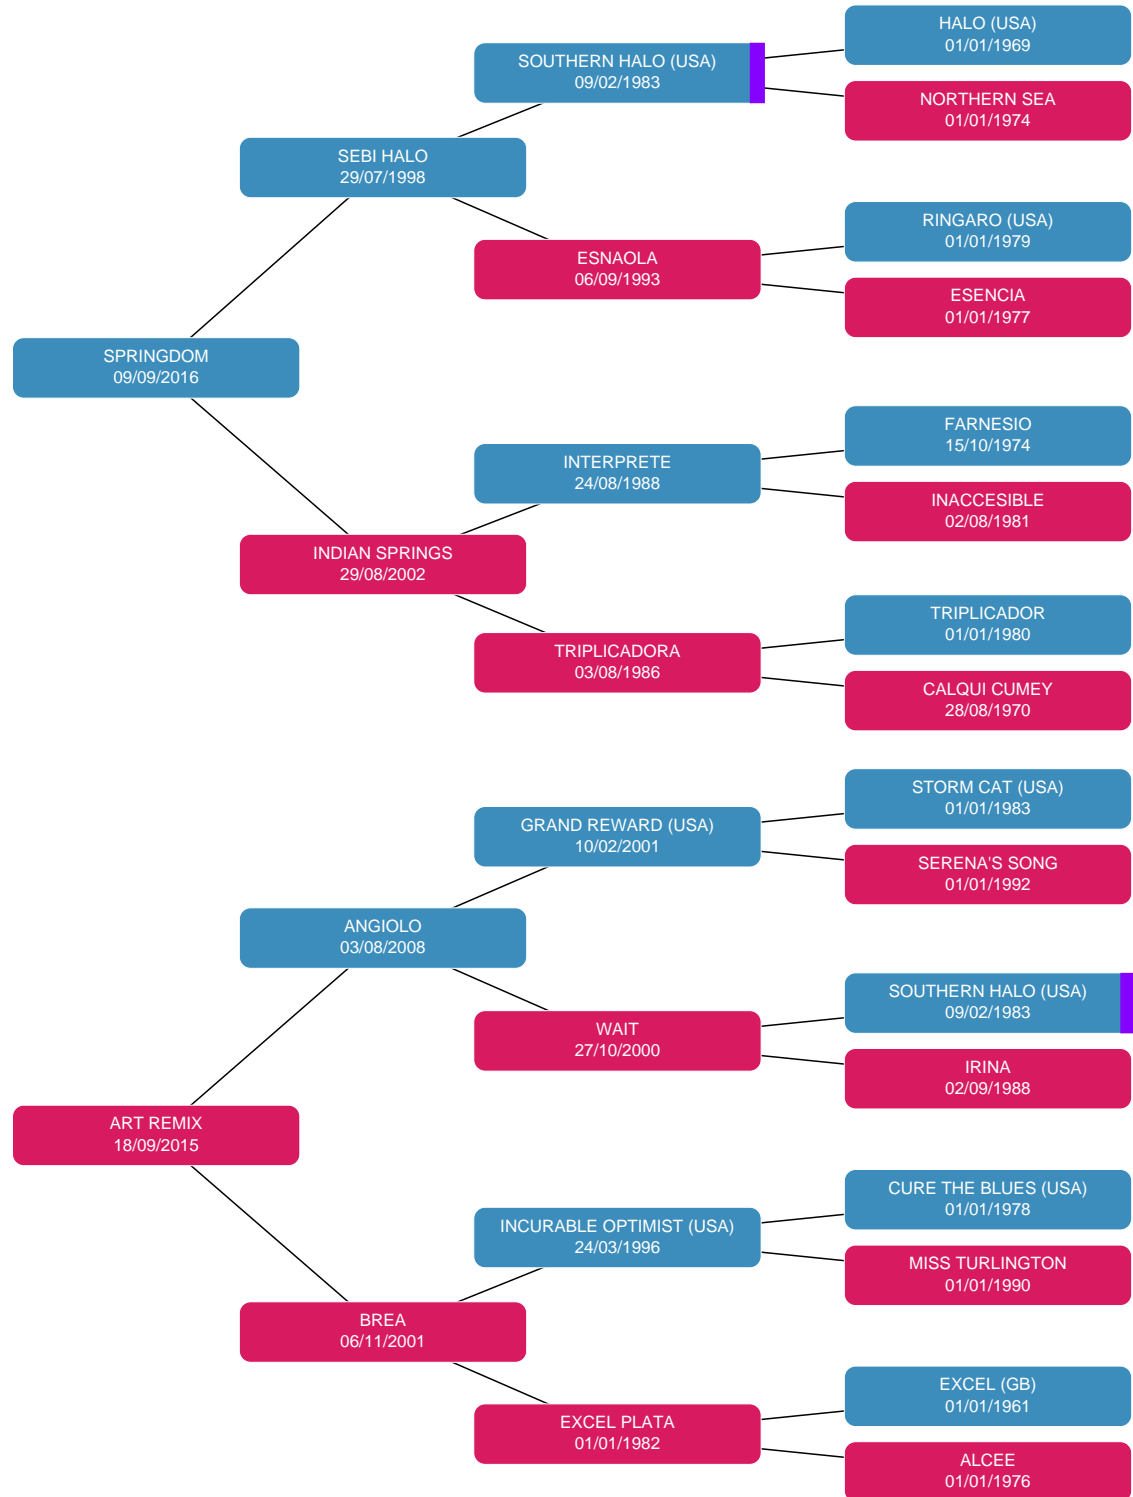 HALO (USA)
01/01/1969
SOUTHERN HALO (USA)
09/02/1983
NORTHERN SEA
01/01/1974
SEBI HALO
29/07/1998
RINGARO (USA)
01/01/1979
ESNAOLA
06/09/1993
ESENCIA
01/01/1977
SPRINGDOM
09/09/2016
FARNESIO
15/10/1974
INTERPRETE
24/08/1988
INACCESIBLE
02/08/1981
INDIAN SPRINGS
29/08/2002
TRIPLICADOR
01/01/1980
TRIPLICADORA
03/08/1986
CALQUI CUMEY
28/08/1970
STORM CAT (USA)
01/01/1983
GRAND REWARD (USA)
10/02/2001
SERENA'S SONG
01/01/1992
ANGIOLO
03/08/2008
SOUTHERN HALO (USA)
09/02/1983
WAIT
27/10/2000
IRINA
02/09/1988
ART REMIX
18/09/2015
CURE THE BLUES (USA)
01/01/1978
INCURABLE OPTIMIST (USA)
24/03/1996
MISS TURLINGTON
01/01/1990
BREA
06/11/2001
EXCEL (GB)
01/01/1961
EXCEL PLATA
01/01/1982
ALCEE
01/01/1976